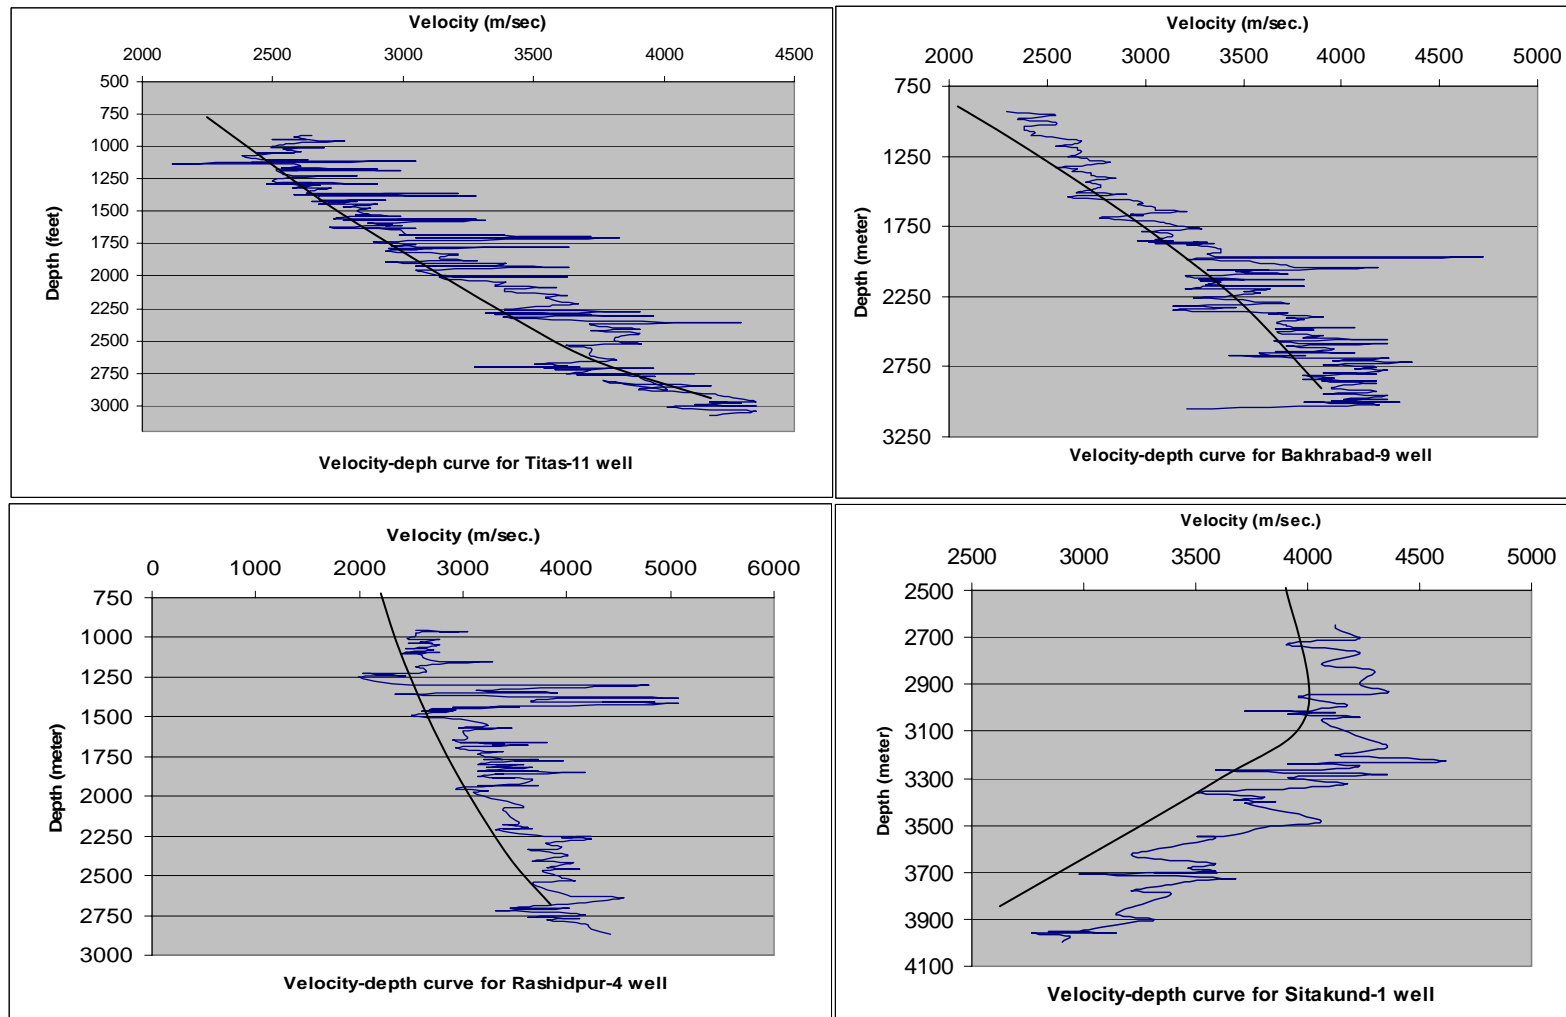 Velocity (m/sec)
2000 2500 3000 3500 4000 4500
500
750
1000
1250
1500
1750
2000
2250
2500
2750
3000
Depth (feet)
Velocity-deph curve for Titas-11 well
Velocity (m/sec.)
2000 2500 3000 3500 4000 4500 5000
750
1250
1750
2250
2750
3250
Depth (meter)
Velocity-depth curve for Bakhrabad-9 well
Velocity (m/sec.)
0 1000 2000 3000 4000 5000 6000
750
1000
1250
1500
1750
2000
2250
2500
2750
3000
Depth (meter)
Velocity-depth curve for Rashidpur-4 well
Velocity (m/sec.)
2500 3000 3500 4000 4500 5000
2500
2700
2900
3100
3300
3500
3700
3900
4100
Depth (meter)
Velocity-depth curve for Sitakund-1 well